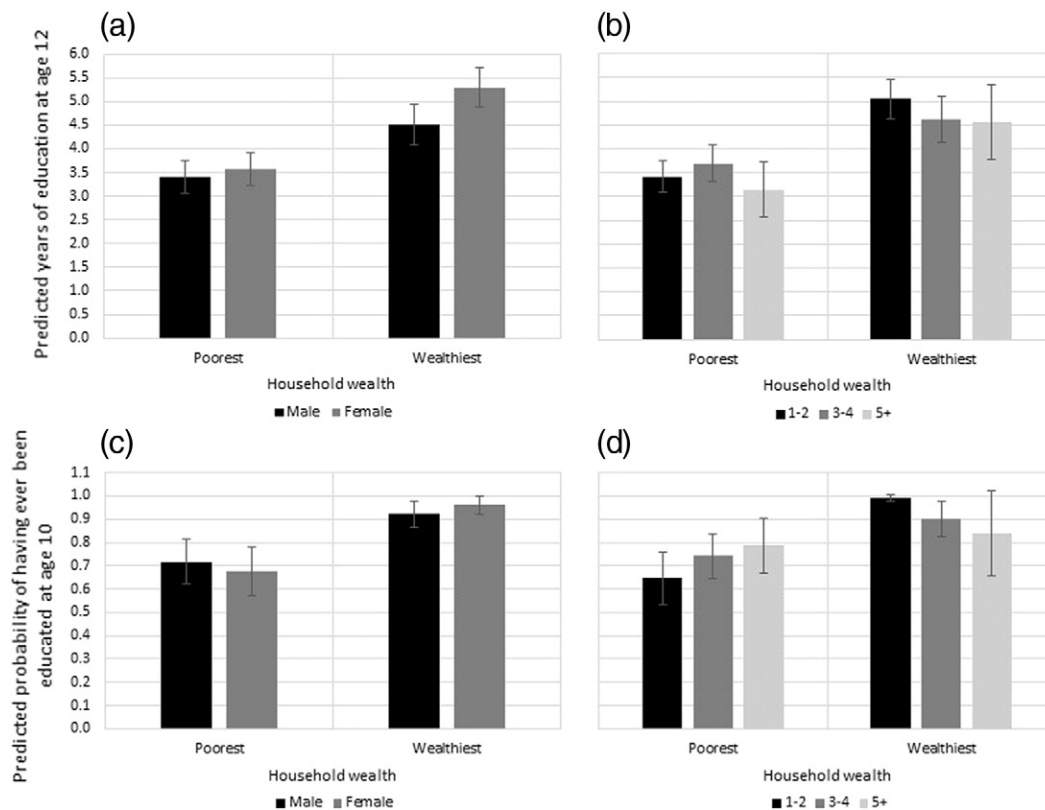 (a)
Predicted years of education at age 12
6.0
5.5
5.0
4.5
4.0
3.5
3.0
2.5
2.0
1.5
1.0
0.5
0.0
Poorest
Wealthiest
Household wealth
Male Female
(b)
Poorest
Wealthiest
Household wealth
1-2 3-4 5+
(c)
Predicted probability of having ever been
educated at age 10
1.1
1.0
0.9
0.8
0.7
0.6
0.5
0.4
0.3
0.2
0.1
0.0
Poorest
Wealthiest
Household wealth
Male Female
(d)
Poorest
Wealthiest
Household wealth
1-2 3-4 5+